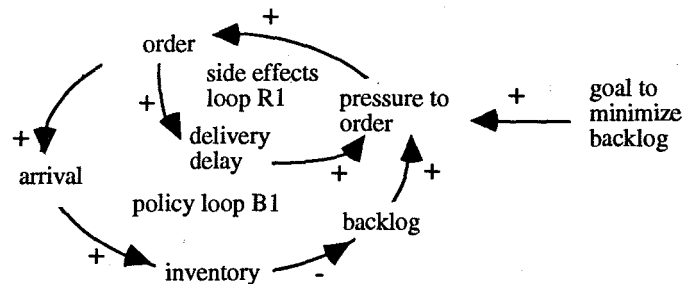 +
order
side effects
loop R1
pressure to
order
+
goal to
minimize
backlog
+
delivery
delay
+
+
arrival
+
policy loop B1
backlog
+
inventory
-